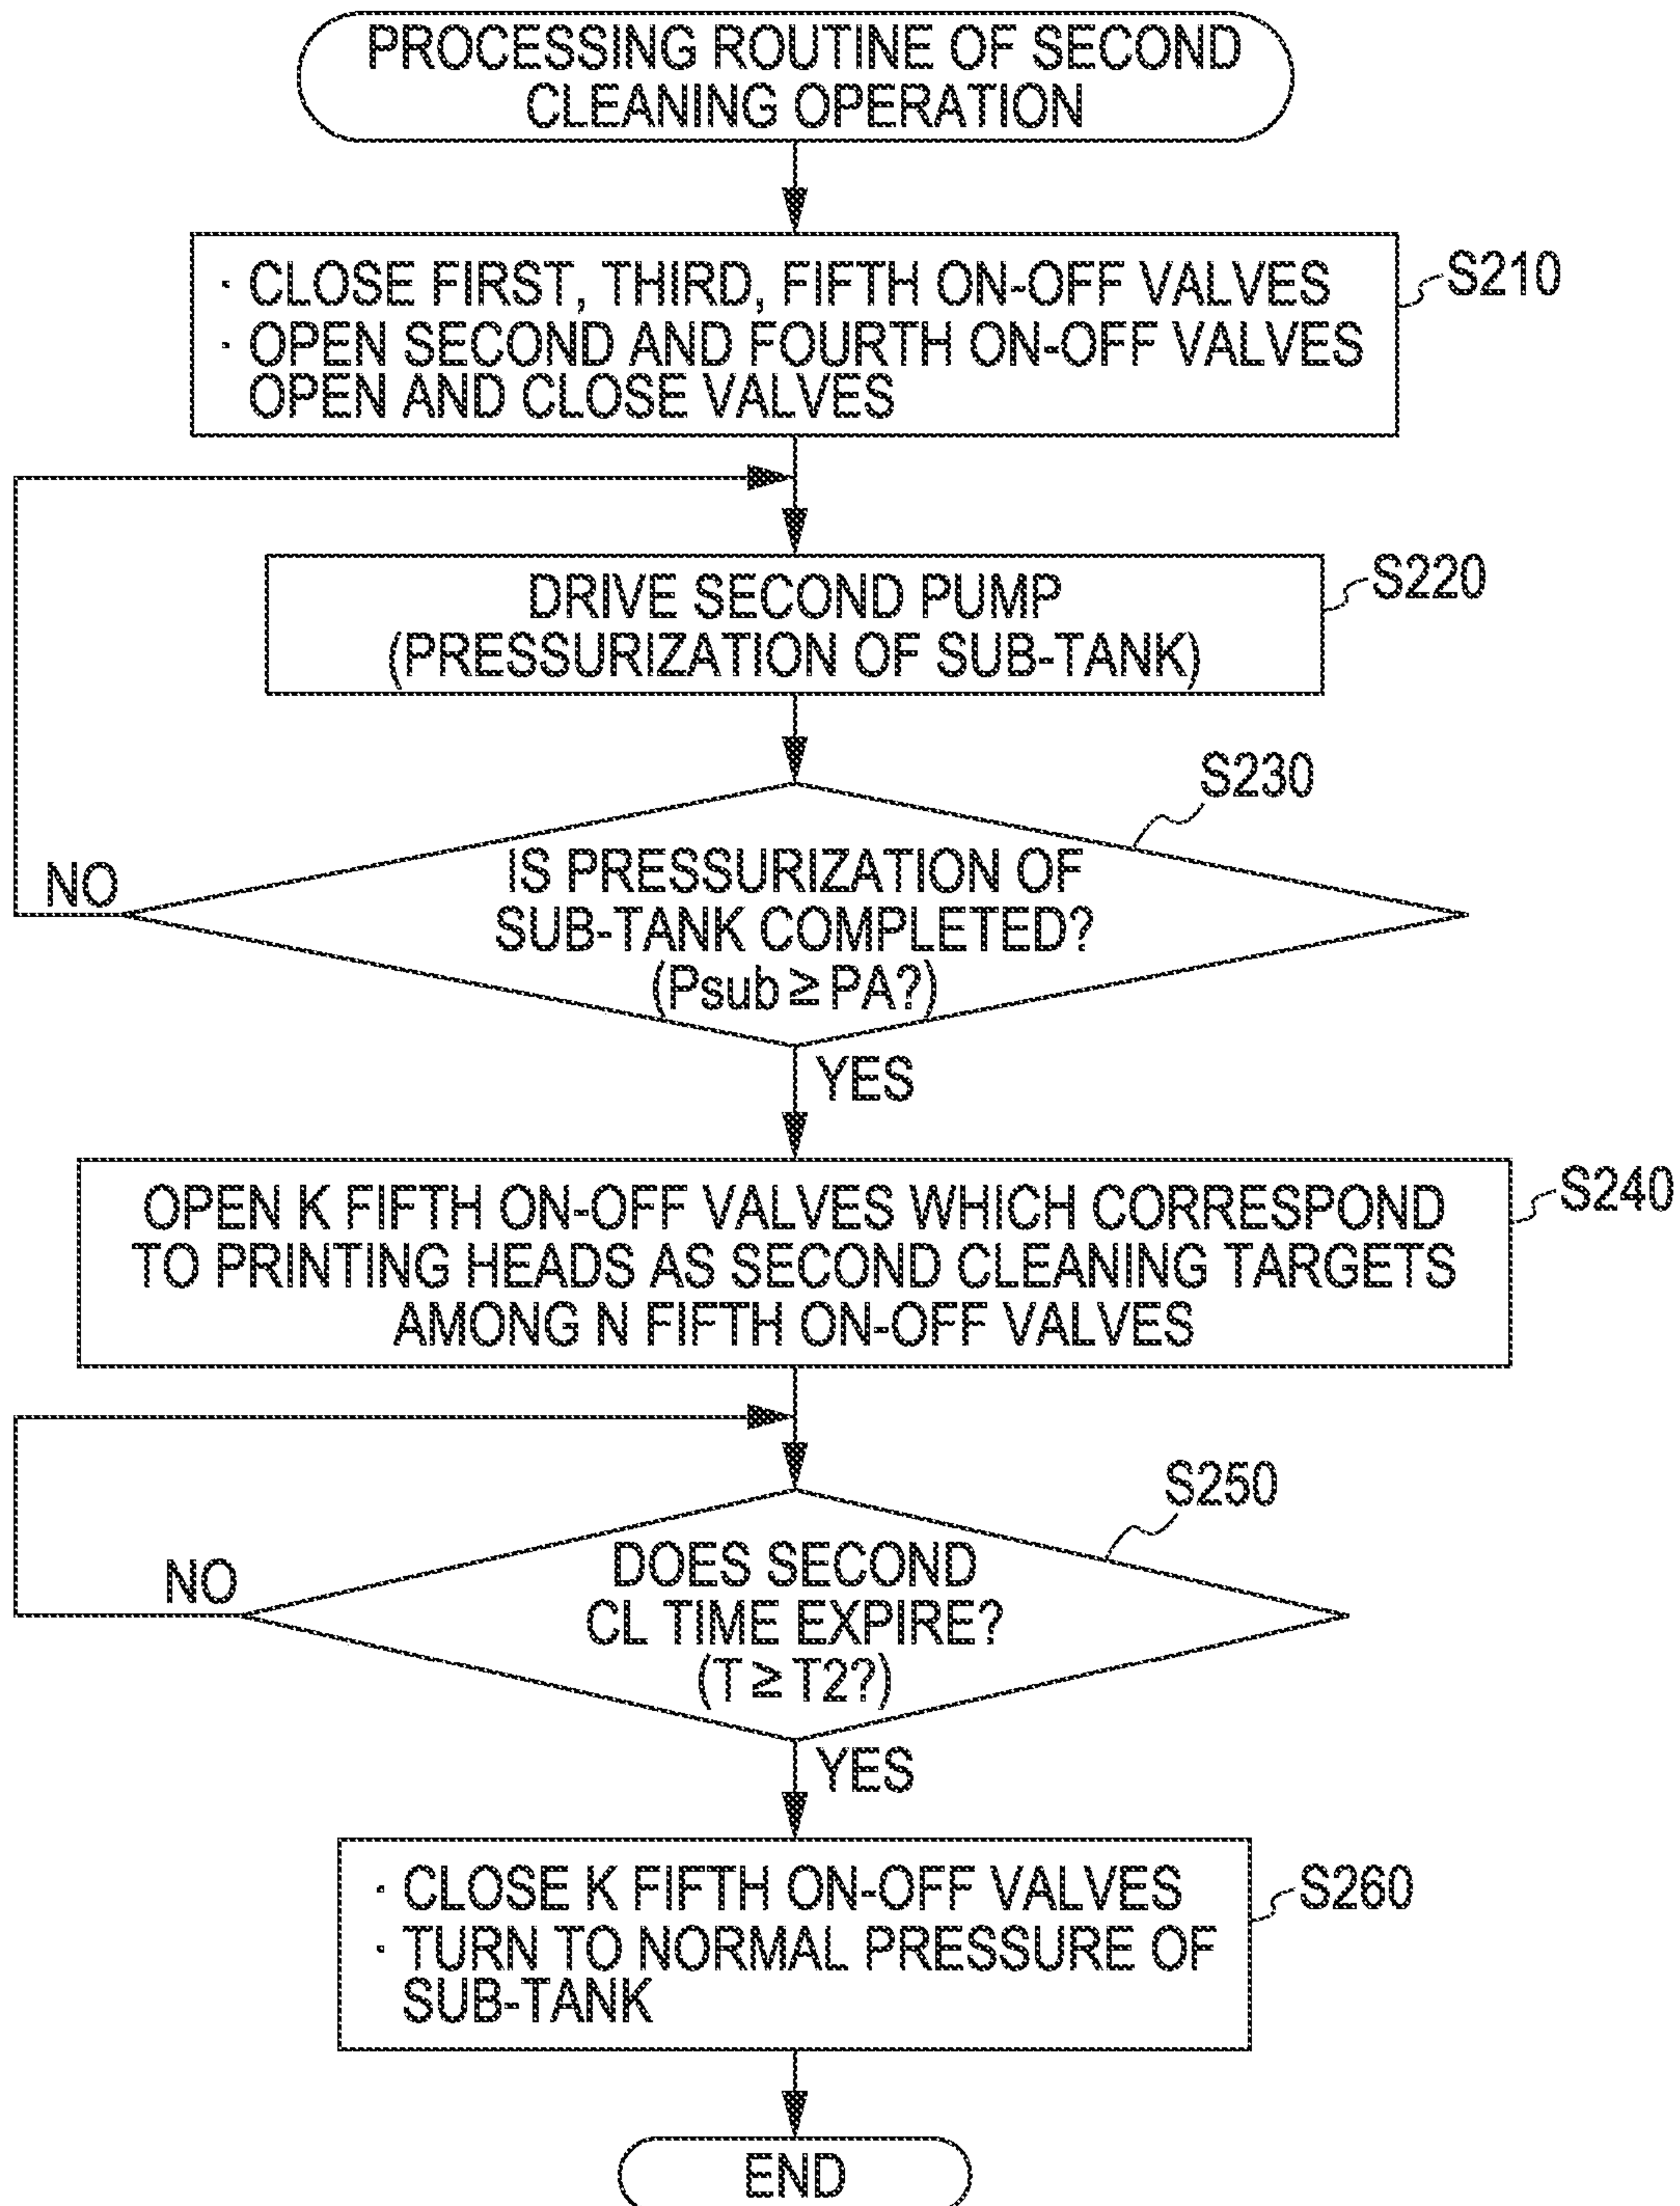 PROCESSING ROUTINE OF SECOND
CLEANING OPERATION
· CLOSE FIRST, THIRD, FIFTH ON-OFF VALVES
· OPEN SECOND AND FOURTH ON-OFF VALVES
OPEN AND CLOSE VALVES
S210
DRIVE SECOND PUMP
(PRESSURIZATION OF SUB-TANK)
S220
S230
IS PRESSURIZATION OF
SUB-TANK COMPLETED?
(Psub ≧ PA?)
NO
YES
OPEN K FIFTH ON-OFF VALVES WHICH CORRESPOND
TO PRINTING HEADS AS SECOND CLEANING TARGETS
AMONG N FIFTH ON-OFF VALVES
S240
S250
DOES SECOND
CL TIME EXPIRE?
(T ≧ T2?)
NO
YES
· CLOSE K FIFTH ON-OFF VALVES
· TURN TO NORMAL PRESSURE OF
SUB-TANK
S260
END